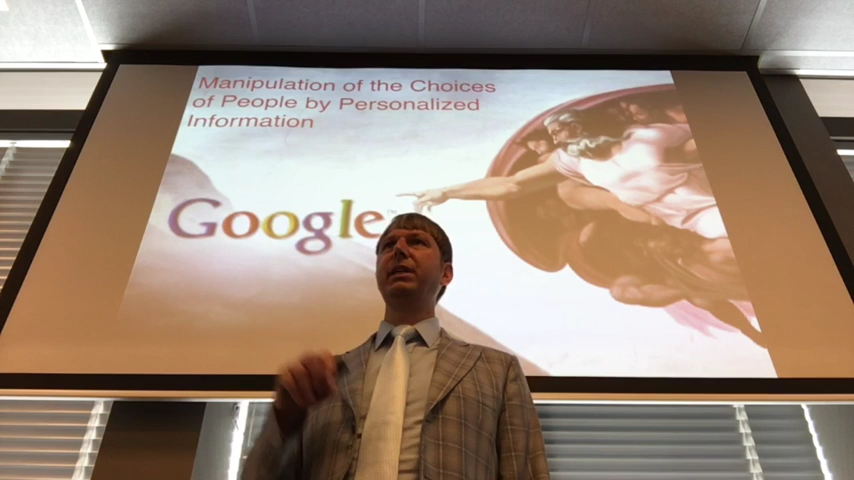 Manipulation of the Choices
of People by Personalized
Information
Google